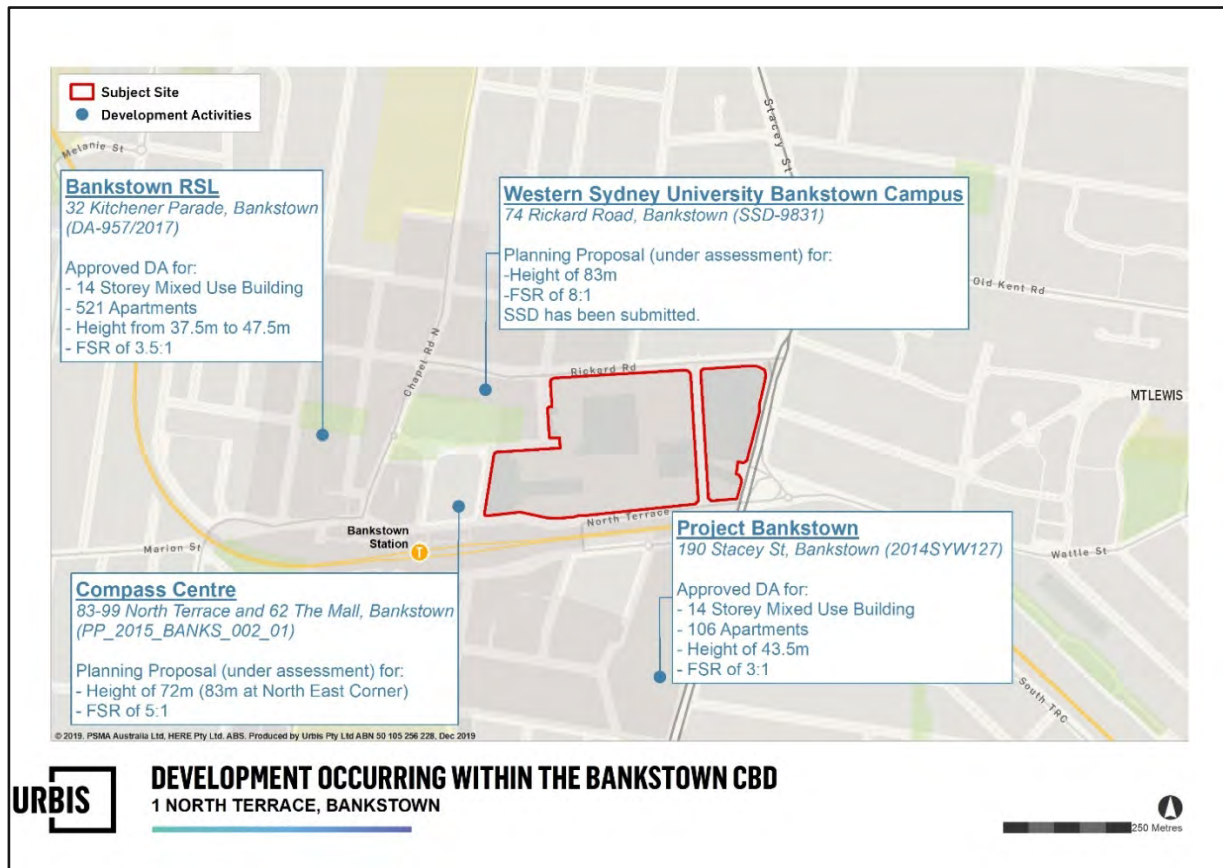 Subject Site
Development Activities
Melanie St
Stacey St
Bankstown RSL
32 Kitchener Parade, Bankstown
(DA-957/2017)
Approved DA for:
- 14 Storey Mixed Use Building
- 521 Apartments
- Height from 37.5m to 47.5m
- FSR of 3.5:1
Western Sydney University Bankstown Campus
74 Rickard Road, Bankstown (SSD-9831)
Planning Proposal (under assessment) for:
-Height of 83m
-FSR of 8:1
SSD has been submitted.
Old Kent Rd
Chapel Rd N
Rickard Rd
MT LEWIS
Bankstown
Station
T
North Terrace
Marion St
Wattle St
Compass Centre
83-99 North Terrace and 62 The Mall, Bankstown
(PP_2015_BANKS_002_01)
Planning Proposal (under assessment) for:
- Height of 72m (83m at North East Corner)
- FSR of 5:1
Project Bankstown
190 Stacey St, Bankstown (2014SYW127)
Approved DA for:
- 14 Storey Mixed Use Building
- 106 Apartments
- Height of 43.5m
- FSR of 3:1
South TRC
© 2019. PSMA Australia Ltd, HERE Pty Ltd. ABS. Produced by Urbis Pty Ltd ABN 50 105 256 228, Dec 2019
URBIS
DEVELOPMENT OCCURRING WITHIN THE BANKSTOWN CBD
1 NORTH TERRACE, BANKSTOWN
250 Metres